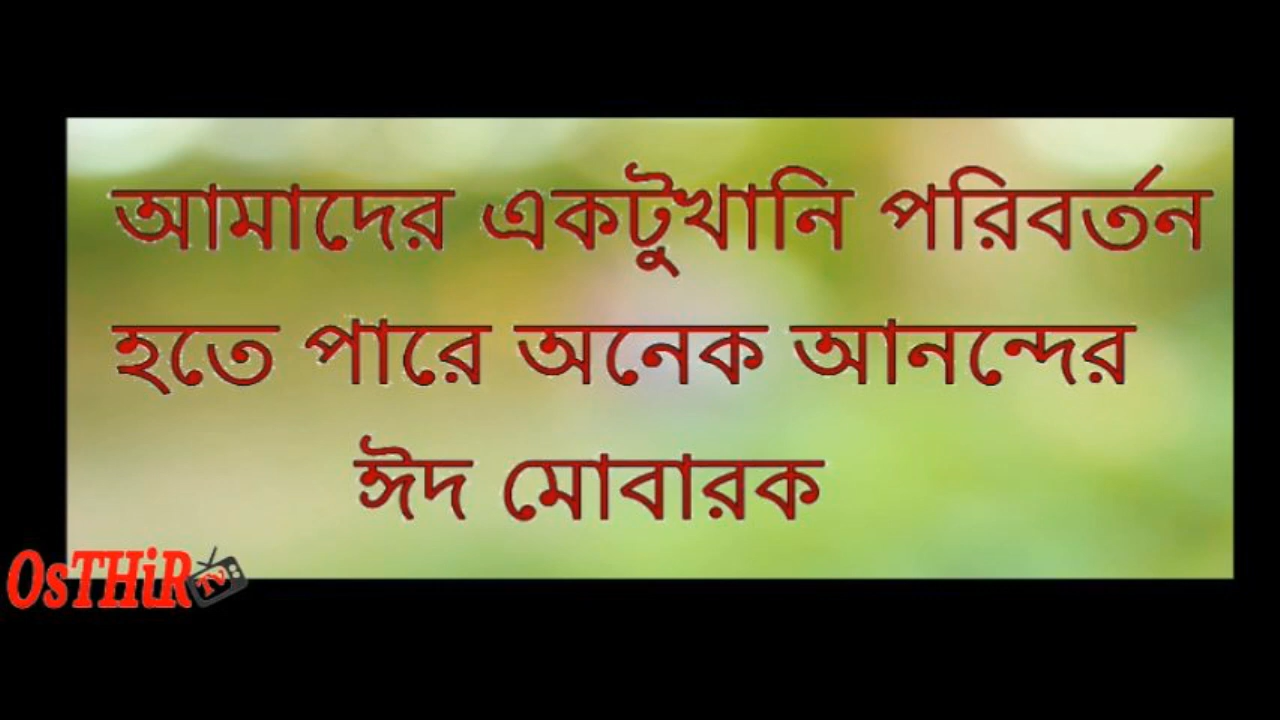 আমাদের একটুখানি পরিবর্তন
হতে পারে অনেক আনন্দের
ঈদ মোবারক
OsTHiR TV